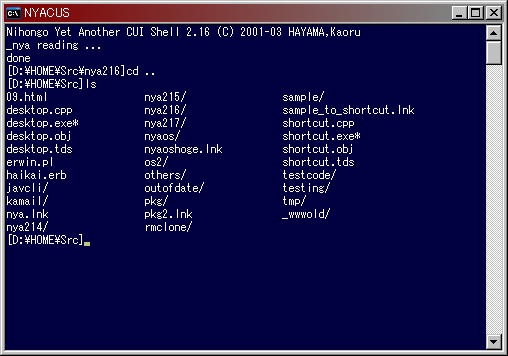 NYACUS
Nihongo Yet Another CUI Shell 2.16 (C) 2001-03 HAYAMA,Kaoru
_nya reading ...
done
[D:¥HOME¥Src¥nya216]cd ..
[D:¥HOME¥Src]ls
09.html nya215/ sample/
desktop.cpp nya216/ sample_to_shortcut.lnk
desktop.exe* nya217/ shortcut.cpp
desktop.obj nyaos/ shortcut.exe*
desktop.tds nyaoshoge.lnk shortcut.obj
erwin.pl os2/ shortcut.tds
haikai.erb others/ testcode/
javcli/ outofdate/ testing/
kamail/ pkg/ tmp/
nya.lnk pkg2.lnk _wwwold/
nya214/ rmclone/
[D:¥HOME¥Src]